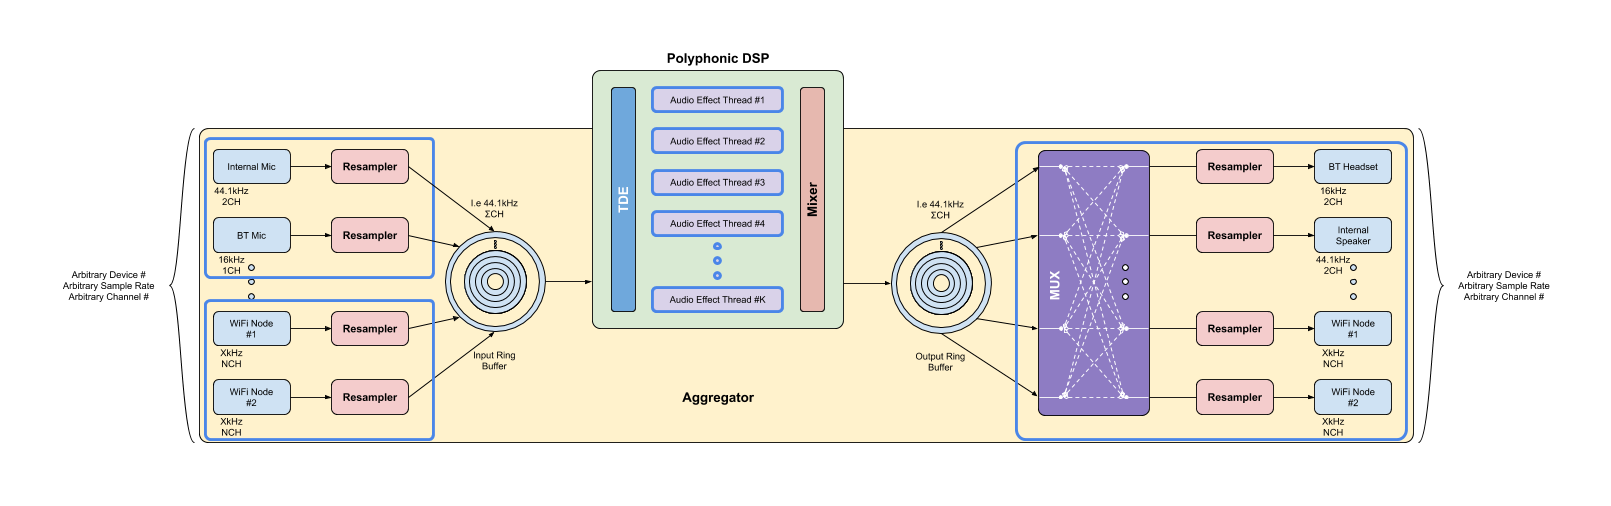 Polyphonic DSP
TDE
Audio Effect Thread #1
Audio Effect Thread #2
Audio Effect Thread #3
Audio Effect Thread #4
Audio Effect Thread #K
Mixer
Arbitrary Device #
Arbitrary Sample Rate
Arbitrary Channel #
Internal Mic
Resampler
44.1kHz
2CH
BT Mic
Resampler
16kHz
1CH
WiFi Node
#1
Resampler
XkHz
NCH
WiFi Node
#2
Resampler
XkHz
NCH
I.e 44.1kHz
ΣCH
Input Ring
Buffer
Aggregator
I.e 44.1kHz
ΣCH
Output Ring
Buffer
MUX
Resampler
BT Headset
16kHz
2CH
Resampler
Internal
Speaker
44.1kHz
2CH
Resampler
WiFi Node
#1
XkHz
NCH
Resampler
WiFi Node
#2
XkHz
NCH
Arbitrary Device #
Arbitrary Sample Rate
Arbitrary Channel #